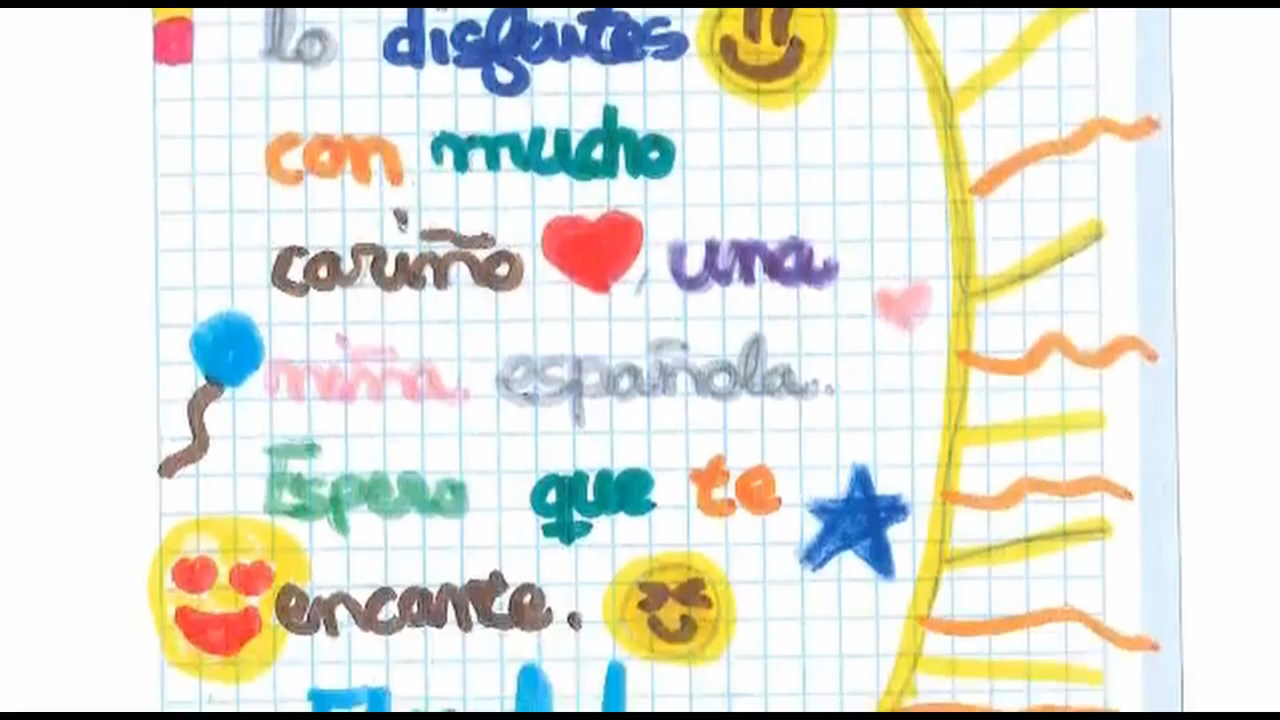 lo disfrutes
con mucho
cariño, una
niña española.
Espero que te
encante.